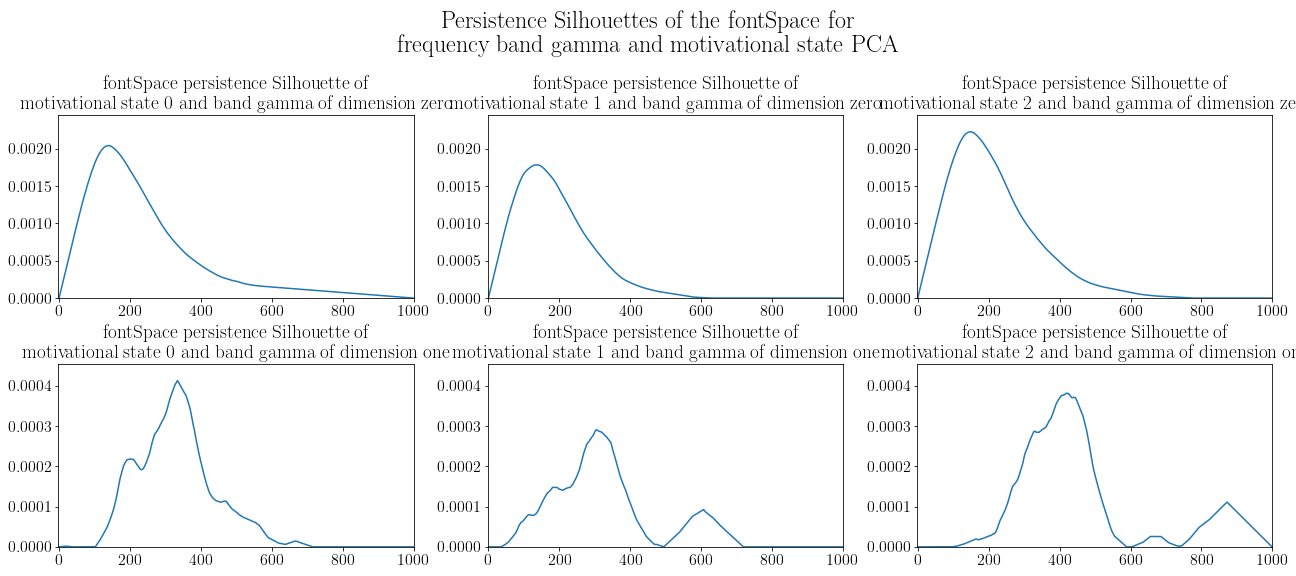 Persistence Silhouettes of the fontSpace for
frequency band gamma and motivational state PCA
fontSpace persistence Silhouette of
motivational state 0 and band gamma of dimension zero
fontSpace persistence Silhouette of
motivational state 1 and band gamma of dimension zero
fontSpace persistence Silhouette of
motivational state 2 and band gamma of dimension ze
0.0020
0.0015
0.0010
0.0005
0.0000
0 200 400 600 800 1000
0.0020
0.0015
0.0010
0.0005
0.0000
0 200 400 600 800 1000
0.0020
0.0015
0.0010
0.0005
0.0000
0 200 400 600 800 1000
fontSpace persistence Silhouette of
motivational state 0 and band gamma of dimension one
fontSpace persistence Silhouette of
motivational state 1 and band gamma of dimension one
fontSpace persistence Silhouette of
motivational state 2 and band gamma of dimension or
0.0004
0.0003
0.0002
0.0001
0.0000
0 200 400 600 800 1000
0.0004
0.0003
0.0002
0.0001
0.0000
0 200 400 600 800 1000
0.0004
0.0003
0.0002
0.0001
0.0000
0 200 400 600 800 1000